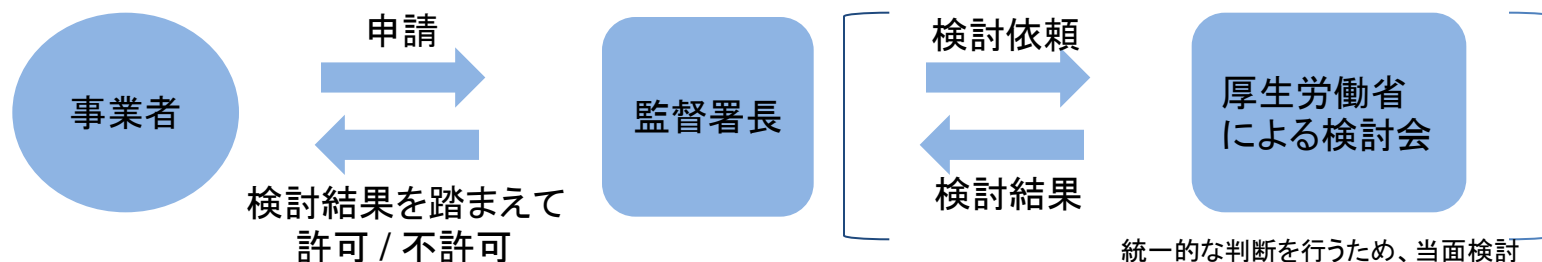 申請
検討依頼
事業者
監督署長
厚生労働省
による検討会
検討結果を踏まえて
許可 / 不許可
検討結果
統一的な判断を行うため、当面検討